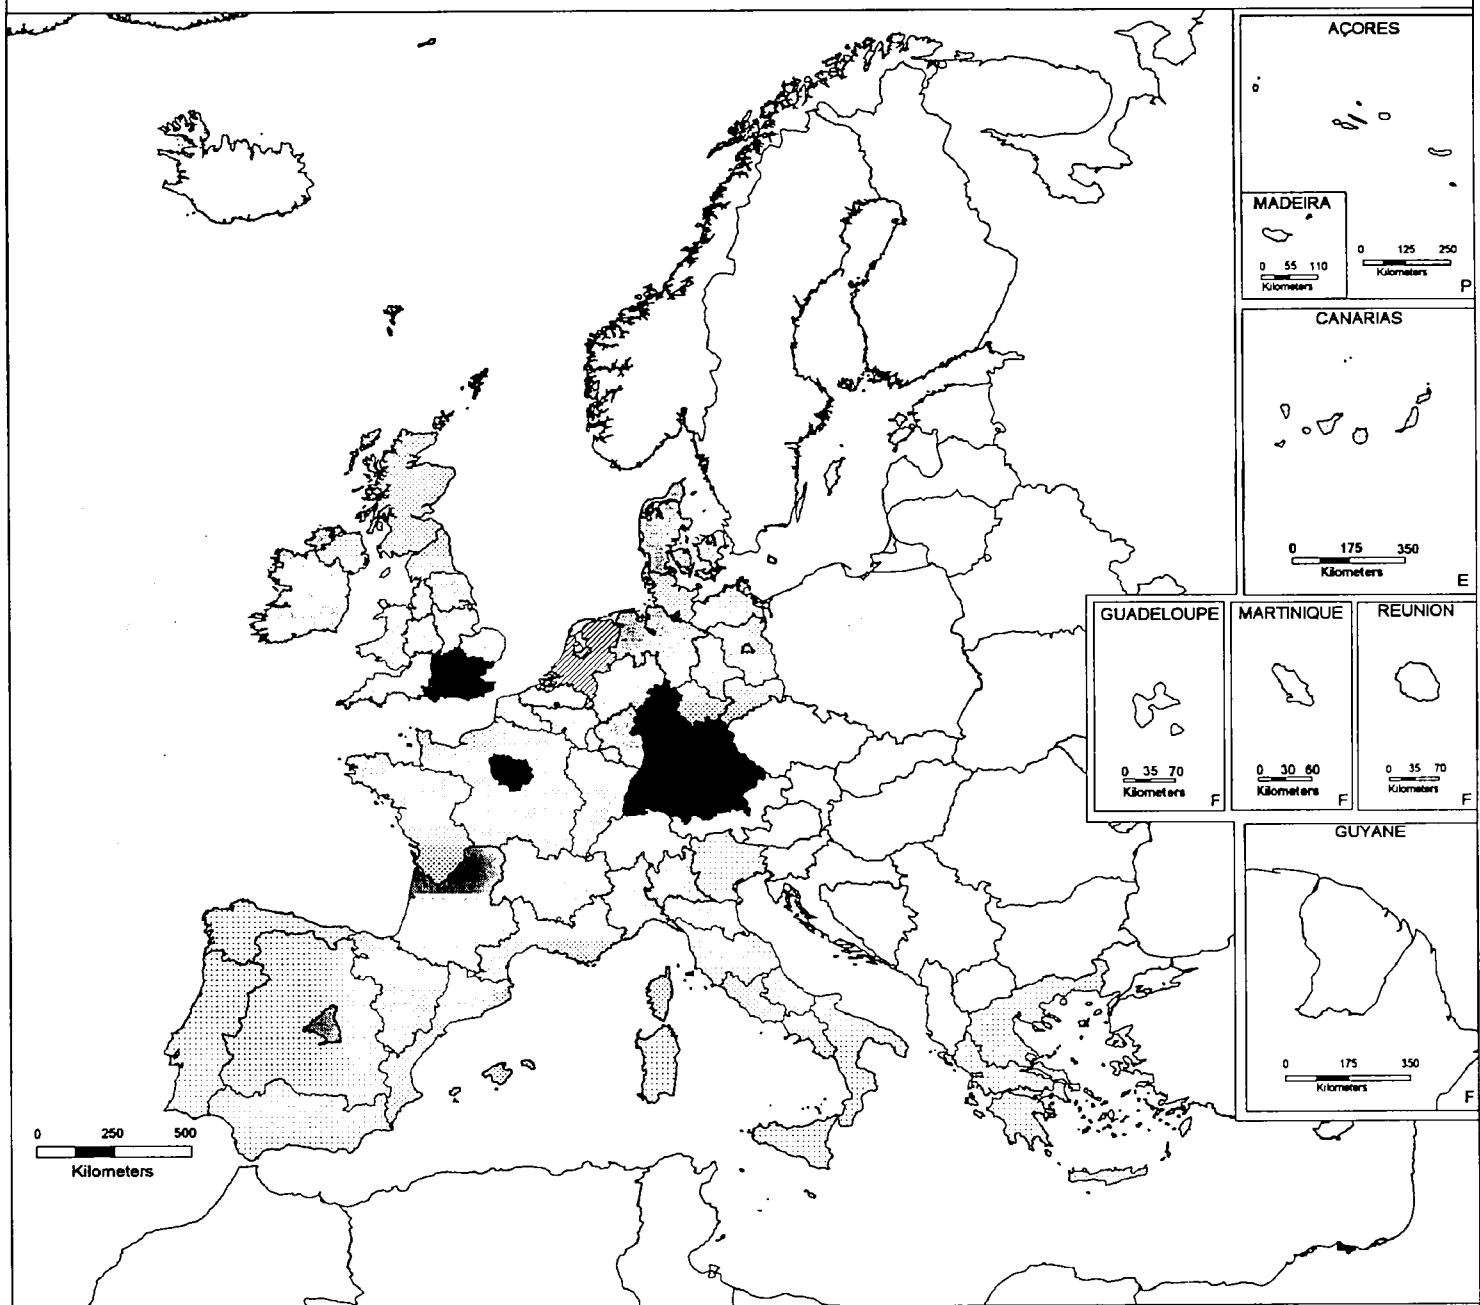 AÇORES
MADEIRA
0 55 110
Kilometers
0 125 250
Kilometers
P
CANARIAS
0 175 350
Kilometers
E
GUADELOUPE
0 35 70
Kilometers
F
MARTINIQUE
0 30 60
Kilometers
F
REUNION
0 35 70
Kilometers
F
GUYANE
0 175 350
Kilometers
F
0 250 500
Kilometers